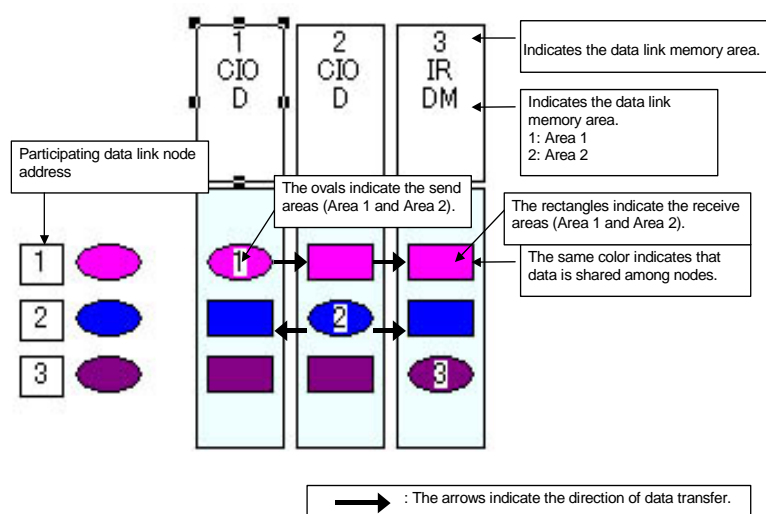 1
CIO
D
2
CIO
D
3
IR
DM
Indicates the data link memory area.
Indicates the data link
memory area.
1: Area 1
2: Area 2
Participating data link node
address
The ovals indicate the send
areas (Area 1 and Area 2).
The rectangles indicate the receive
areas (Area 1 and Area 2).
The same color indicates that
data is shared among nodes.
1
1
2
2
3
3
: The arrows indicate the direction of data transfer.